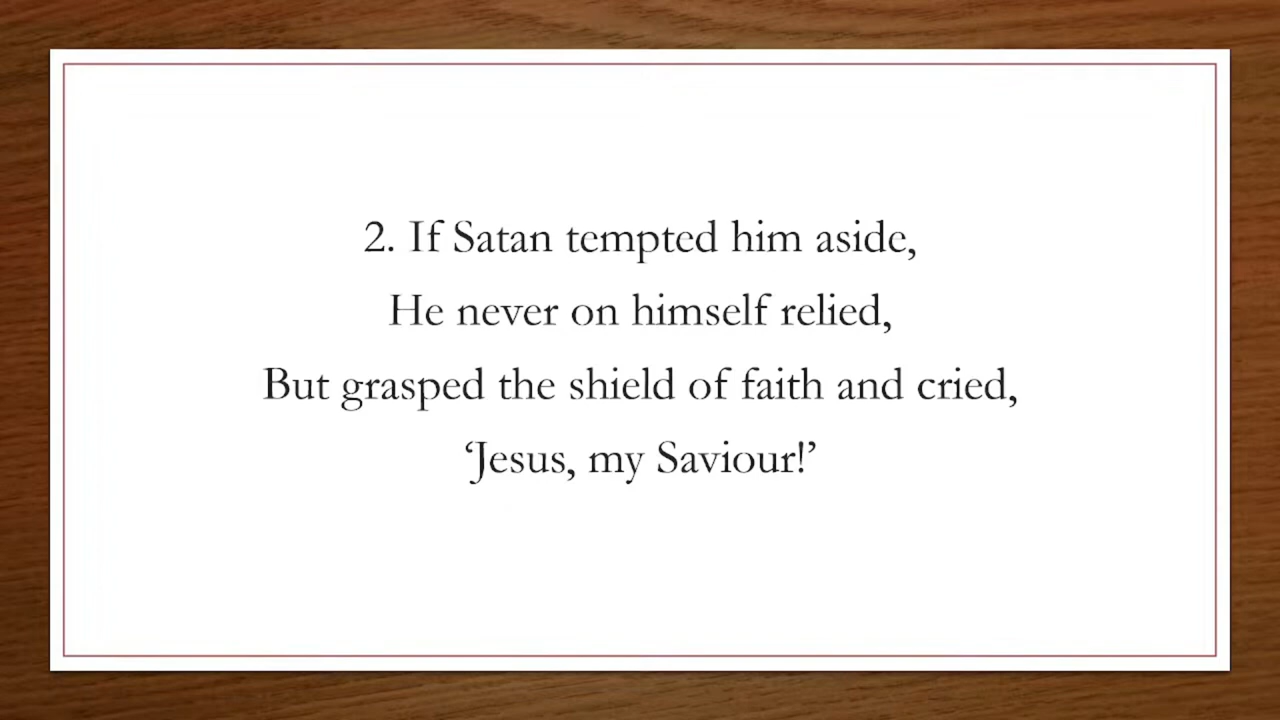 2. If Satan tempted him aside,
He never on himself relied,
But grasped the shield of faith and cried,
‘Jesus, my Saviour!’